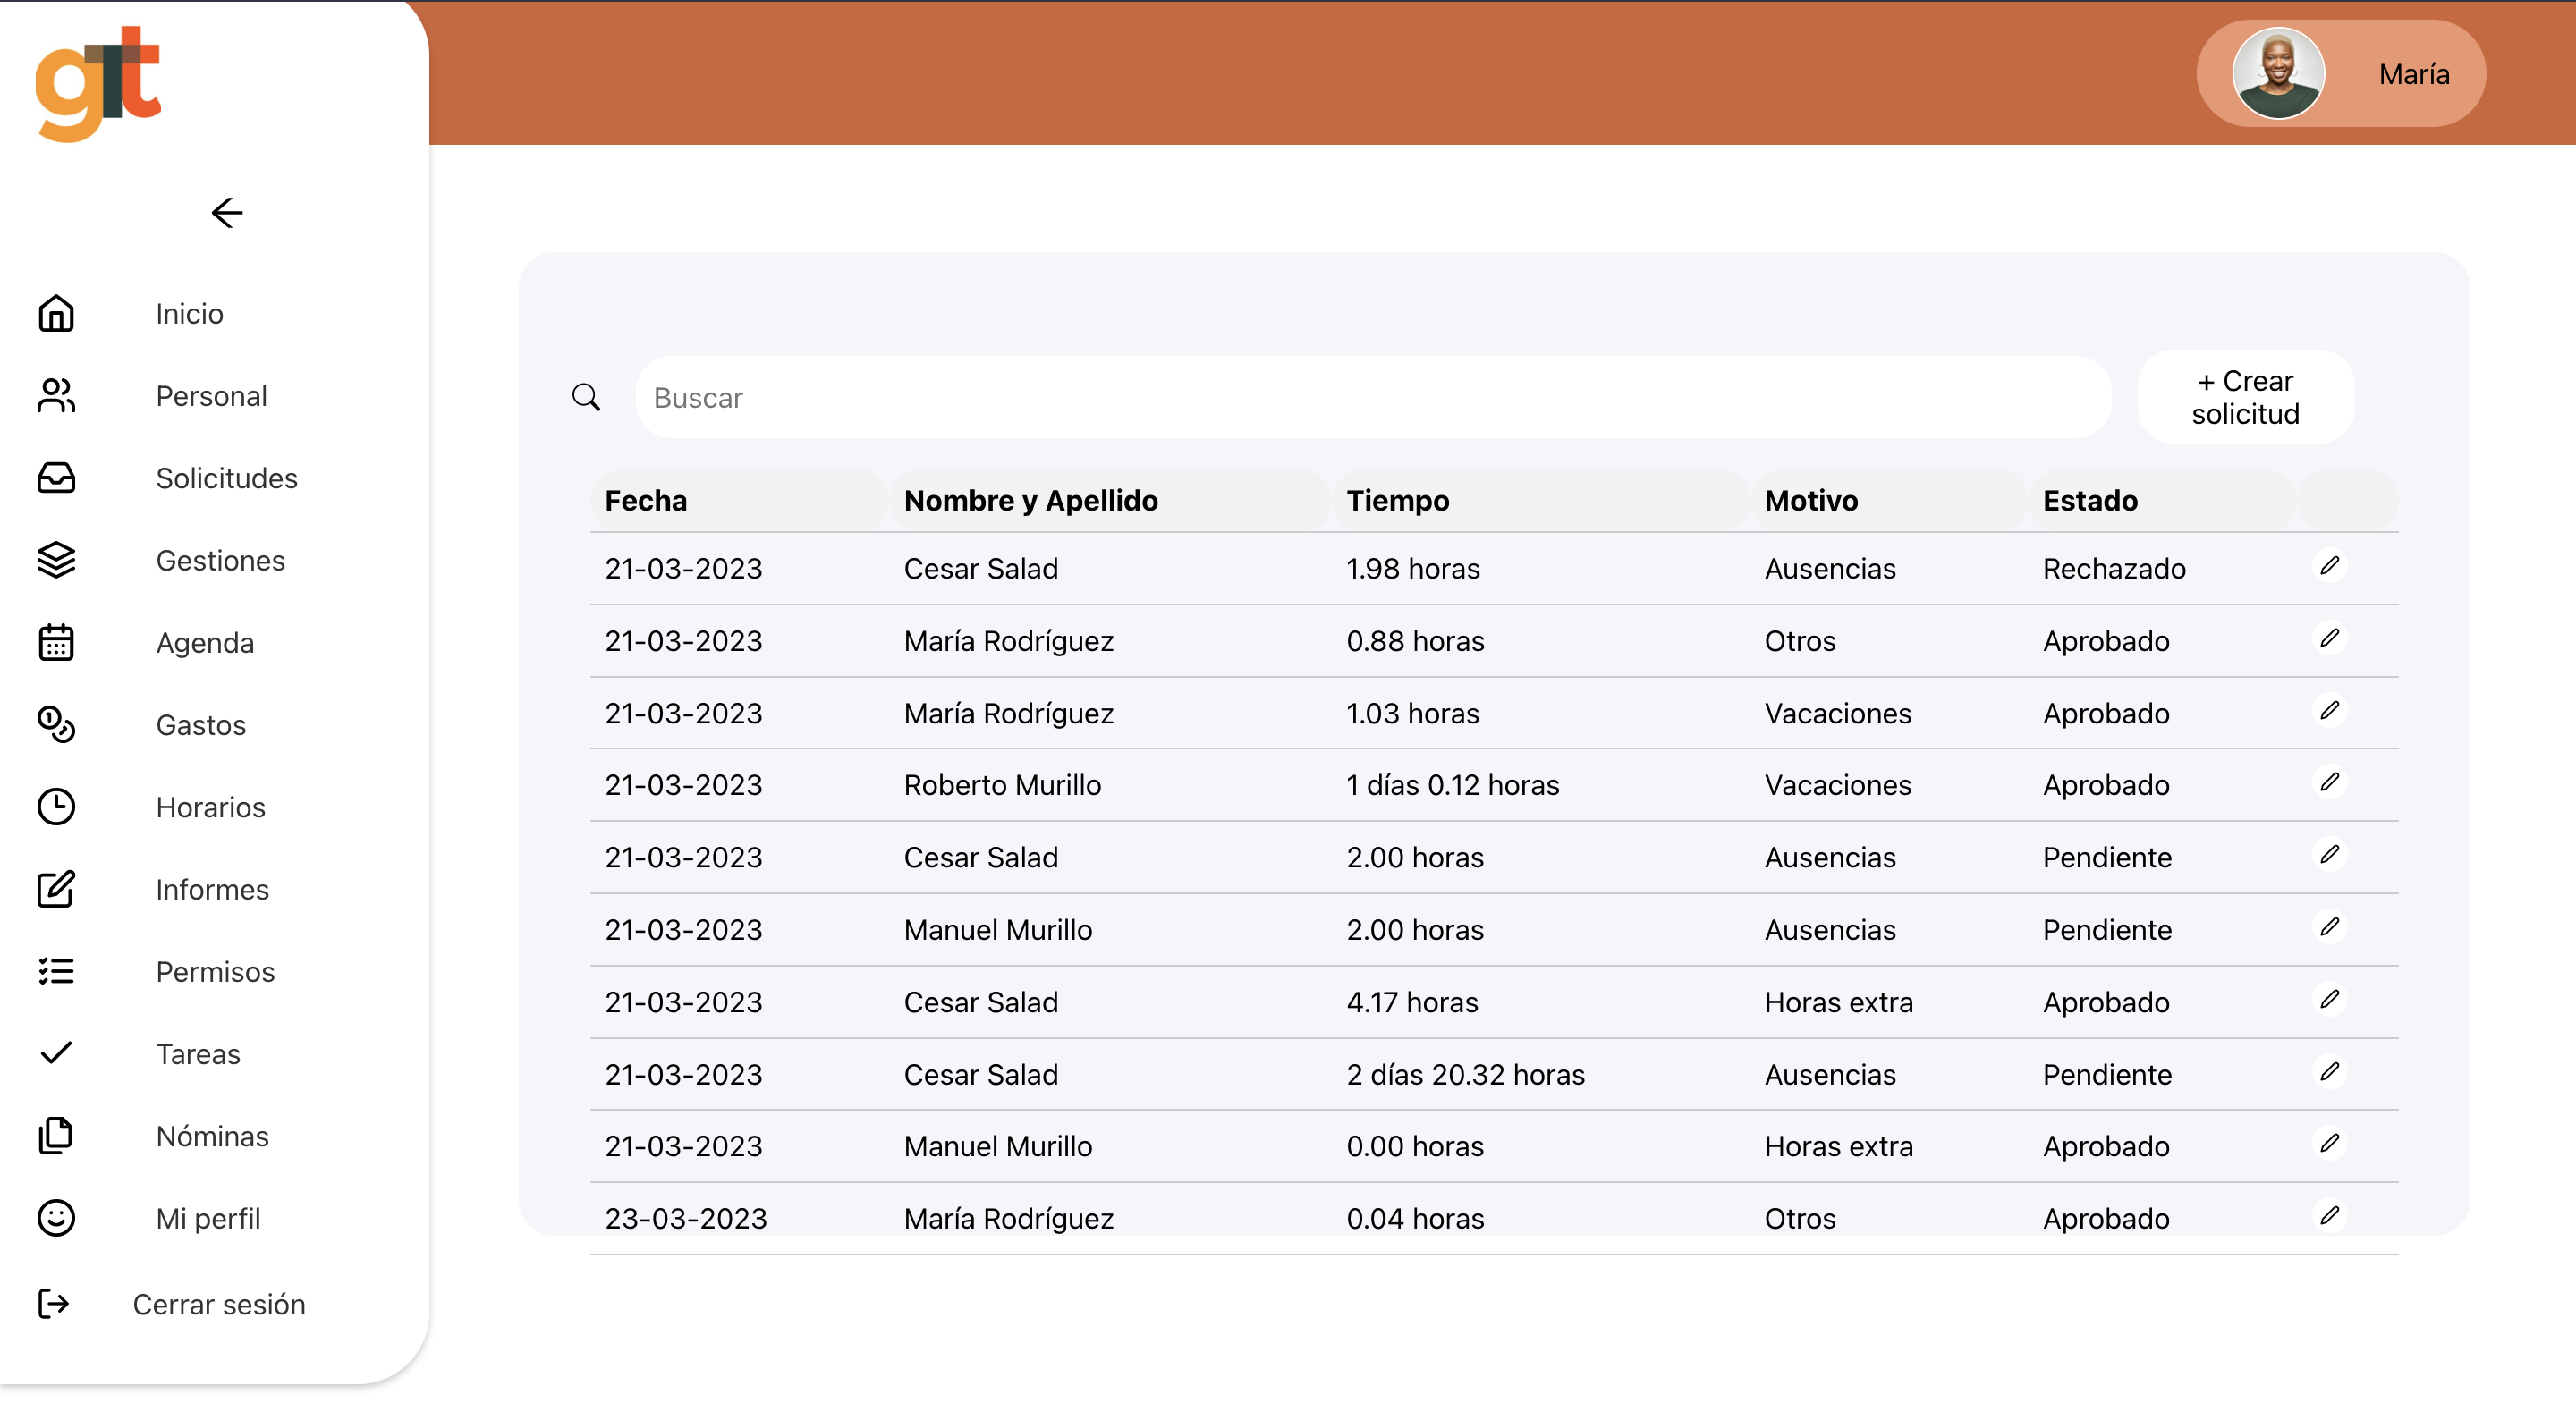 git
María
Inicio
Personal
Solicitudes
Gestiones
Agenda
Gastos
Horarios
Informes
Permisos
Tareas
Nóminas
Mi perfil
Cerrar sesión
Buscar
+ Crear
solicitud
Fecha Nombre y Apellido Tiempo Motivo Estado
21-03-2023 Cesar Salad 1.98 horas Ausencias Rechazado
21-03-2023 María Rodríguez 0.88 horas Otros Aprobado
21-03-2023 María Rodríguez 1.03 horas Vacaciones Aprobado
21-03-2023 Roberto Murillo 1 días 0.12 horas Vacaciones Aprobado
21-03-2023 Cesar Salad 2.00 horas Ausencias Pendiente
21-03-2023 Manuel Murillo 2.00 horas Ausencias Pendiente
21-03-2023 Cesar Salad 4.17 horas Horas extra Aprobado
21-03-2023 Cesar Salad 2 días 20.32 horas Ausencias Pendiente
21-03-2023 Manuel Murillo 0.00 horas Horas extra Aprobado
23-03-2023 María Rodríguez 0.04 horas Otros Aprobado